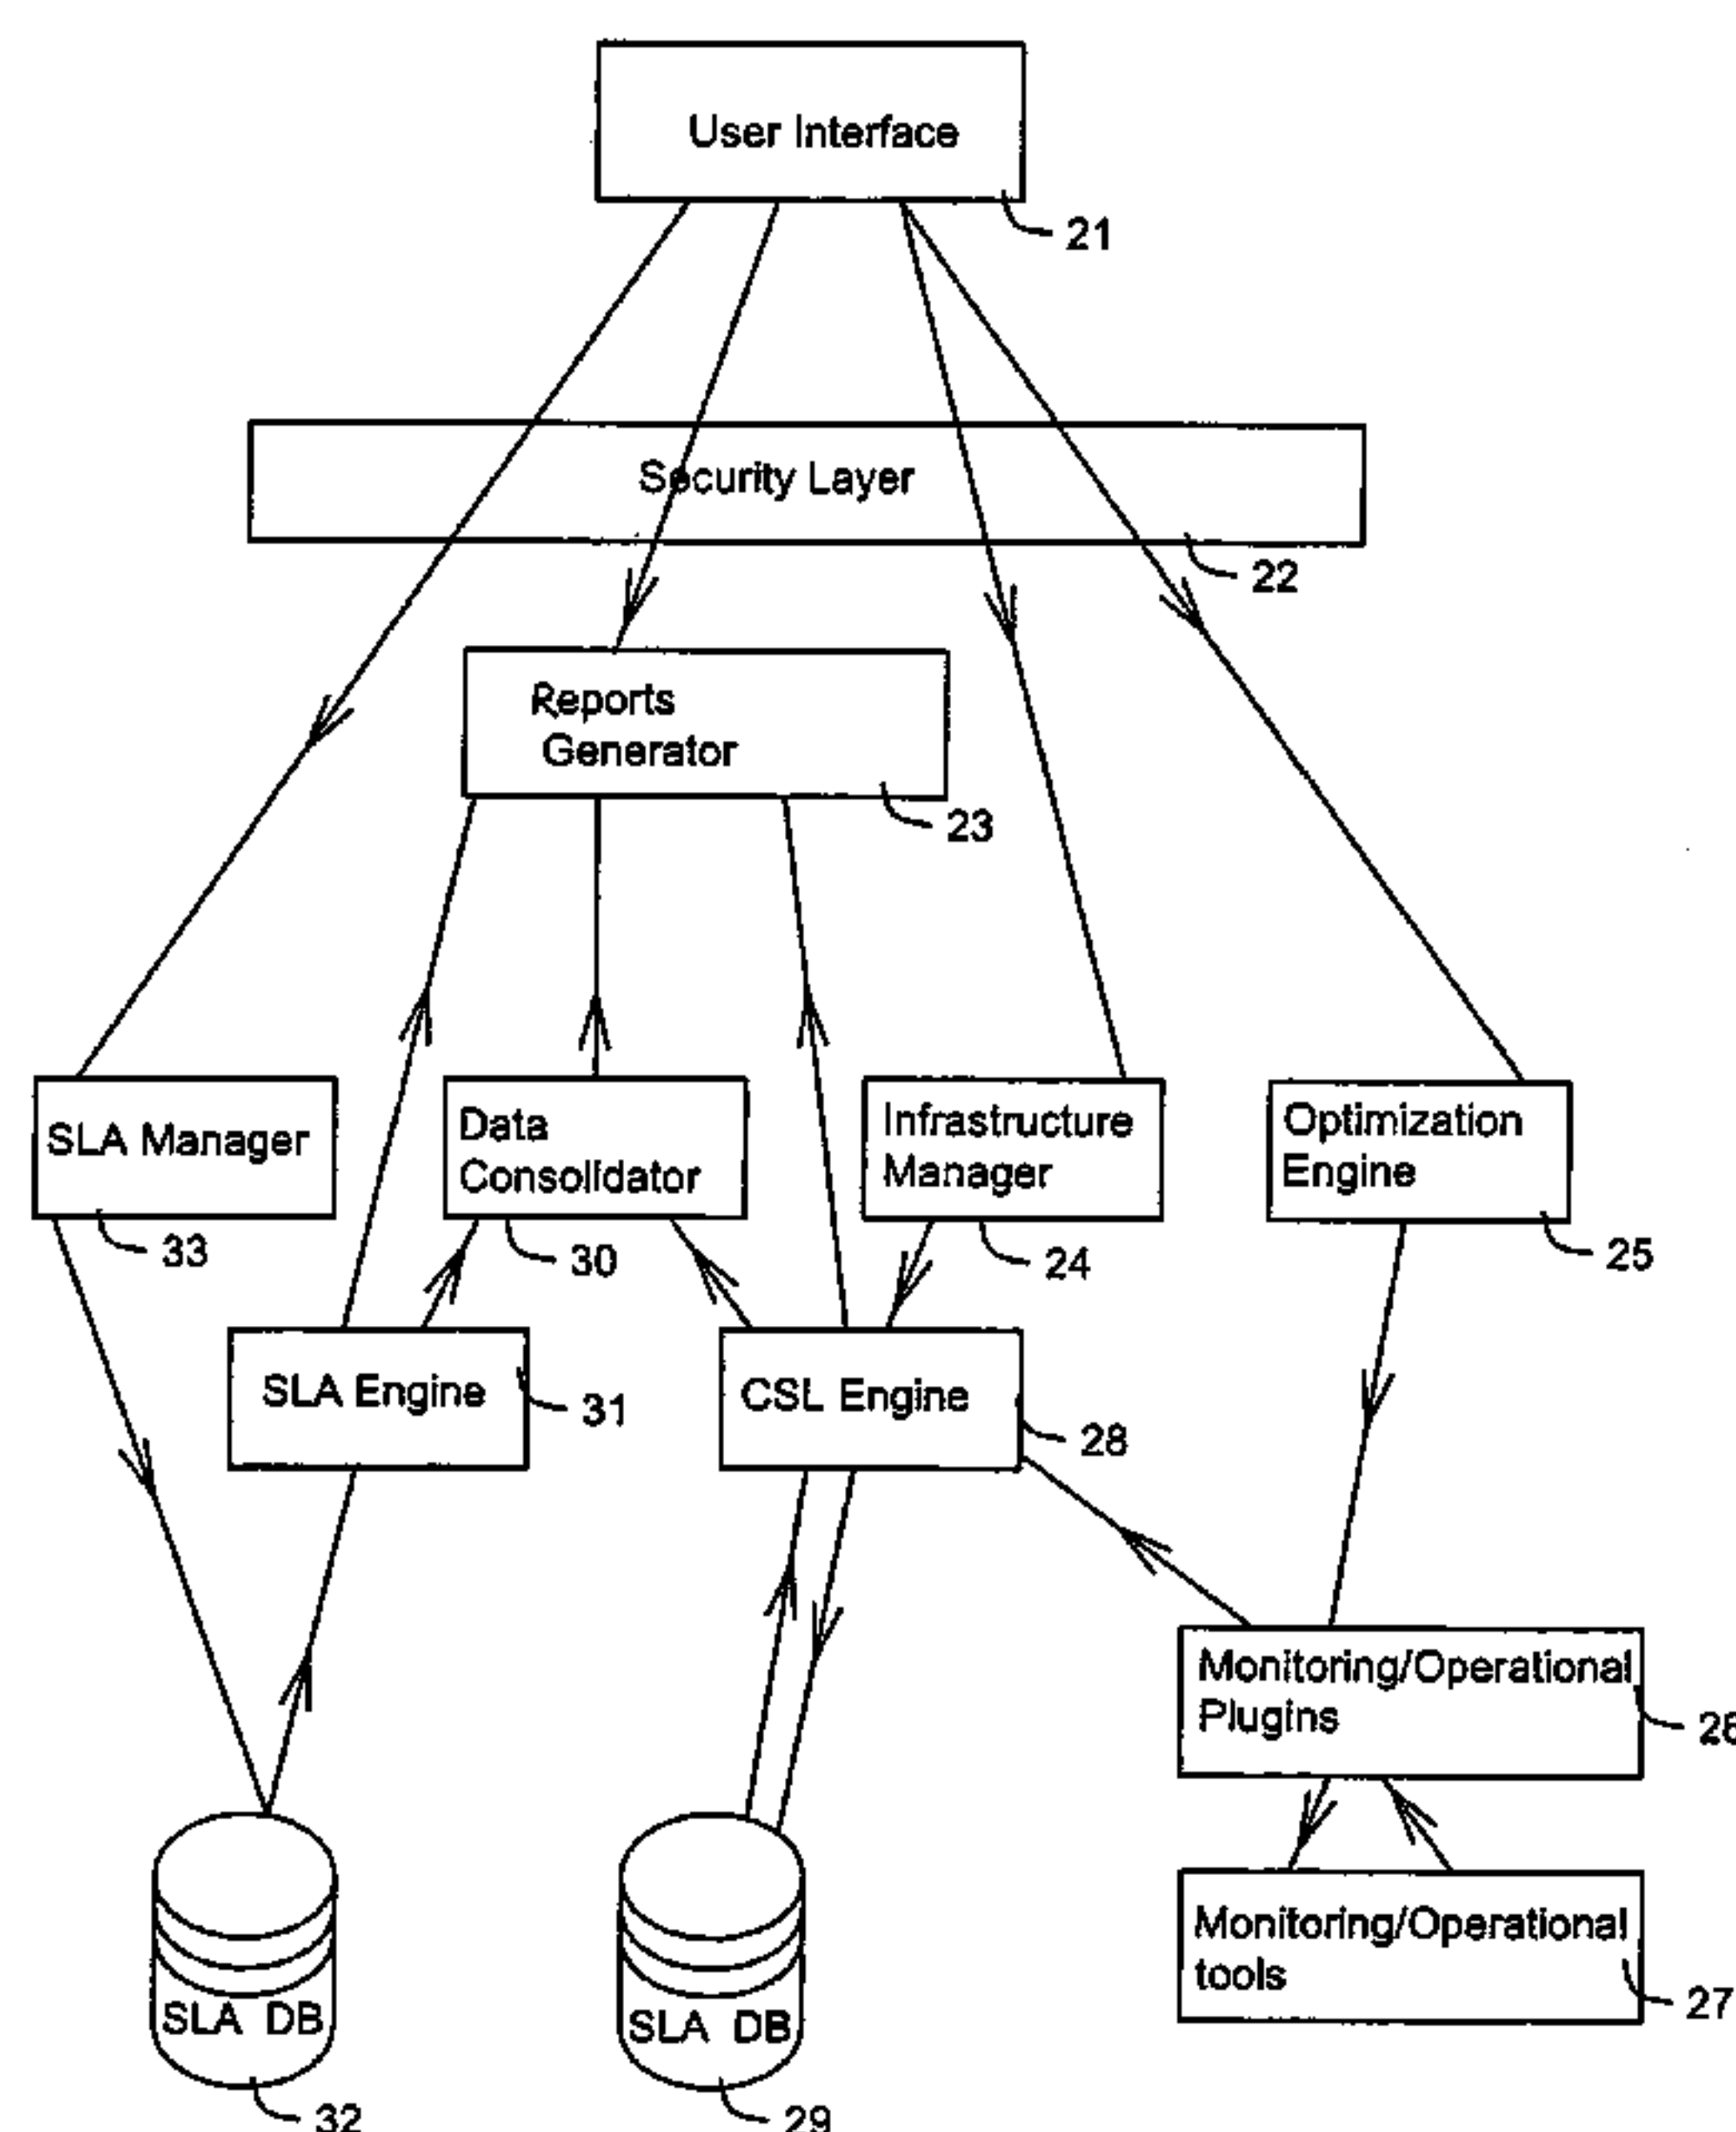 User Interface
21
Security Layer
22
Reports
Generator
23
SLA Manager
33
Data
Consolidator
30
Infrastructure
Manager
24
Optimization
Engine
25
SLA Engine
31
CSL Engine
28
Monitoring/Operational
Plugins
26
Monitoring/Operational
tools
27
SLA DB
32
SLA DB
29